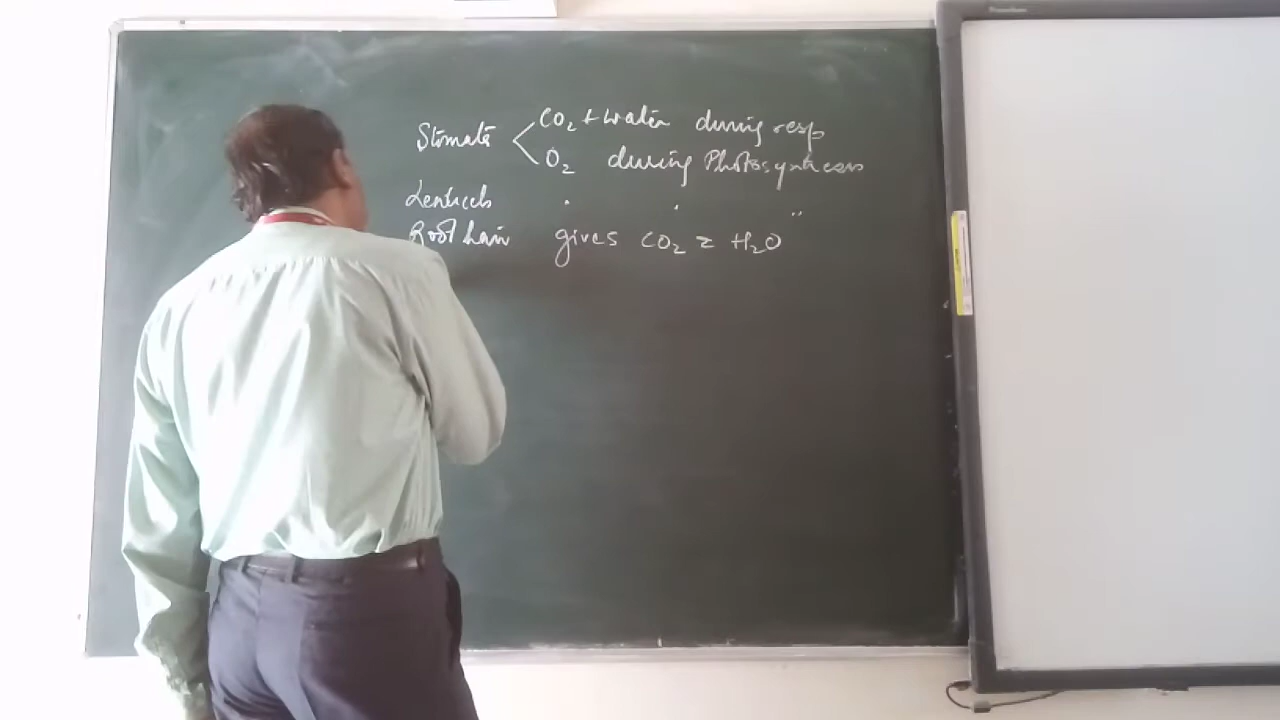 Stomata < CO2 + water during resp
O2 during Photosynthesis
Lenticels " " "
Root hair gives CO2 & H2O